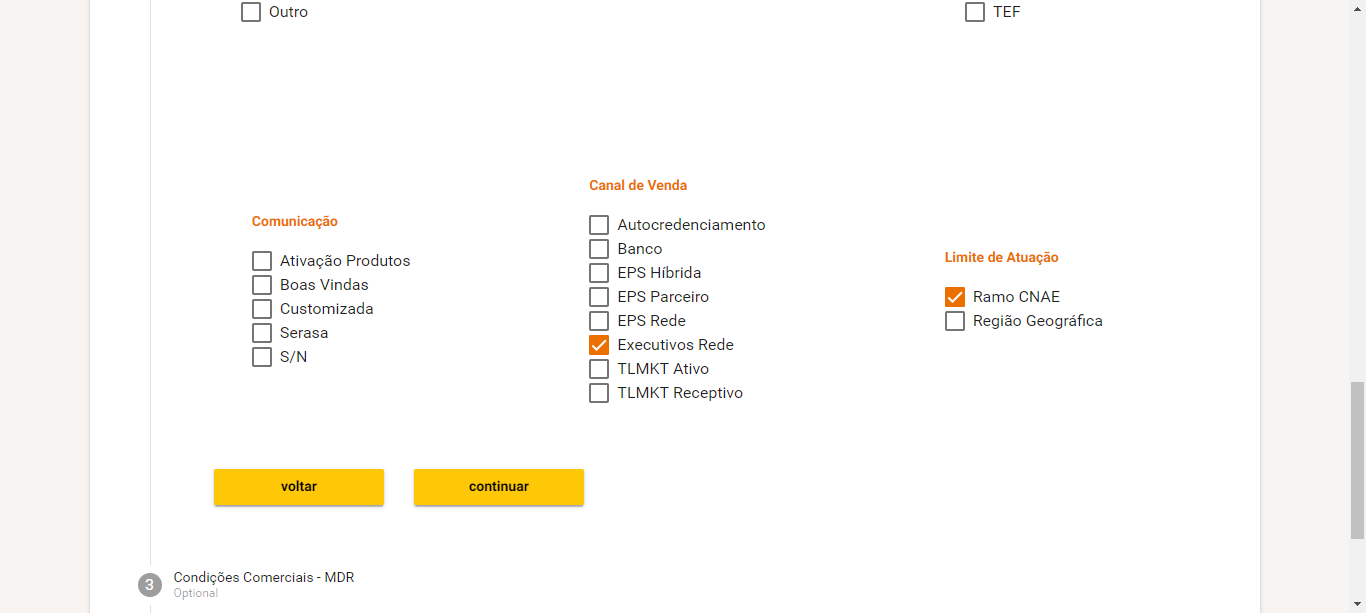 Outro
TEF
Comunicação
Ativação Produtos
Boas Vindas
Customizada
Serasa
S/N
Canal de Venda
Autocredenciamento
Banco
EPS Híbrida
EPS Parceiro
EPS Rede
Executivos Rede
TLMKT Ativo
TLMKT Receptivo
Limite de Atuação
Ramo CNAE
Região Geográfica
voltar
continuar
3
Condições Comerciais - MDR
Optional